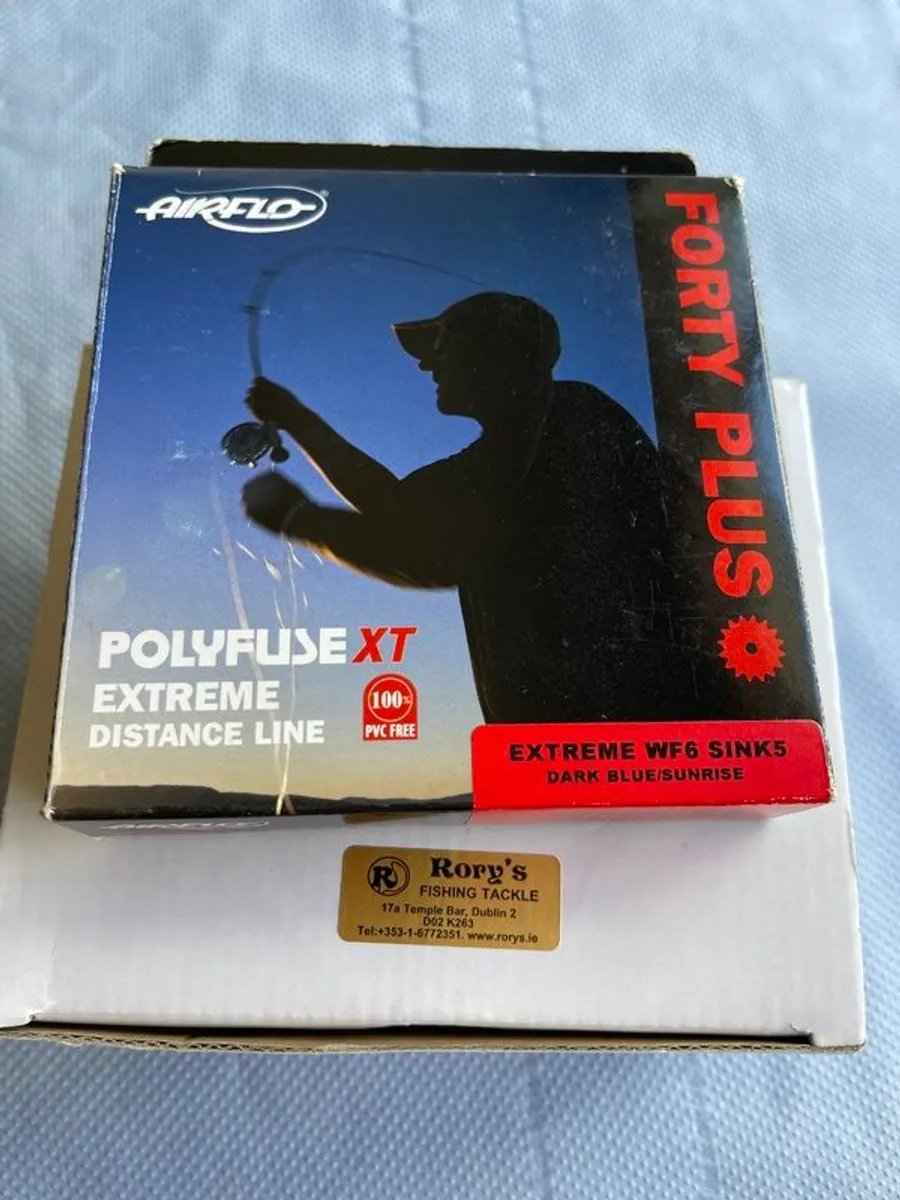 AIRFLO®
FORTY PLUS
POLYFUSE XT
EXTREME
DISTANCE LINE
100%
PVC FREE
EXTREME WF6 SINK5
DARK BLUE/SUNRISE
AIRFLO
R
Rory's
FISHING TACKLE
17a Temple Bar, Dublin 2
D02 K263
Tel:+353-1-6772351. www.rorys.ie